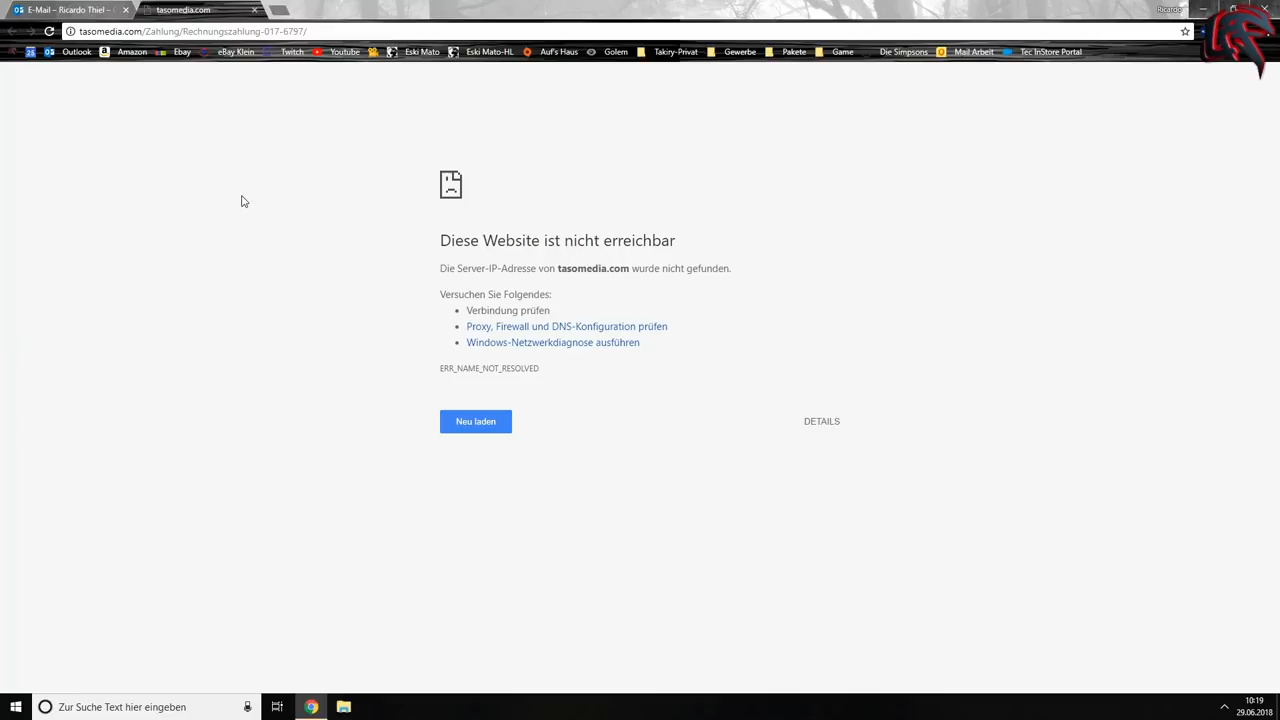 E-Mail – Ricardo Thiel –
tasomedia.com
Ricardo
tasomedia.com/Zahlung/Rechnungszahlung-017-6797/
Outlook Amazon Ebay eBay Klein Twitch Youtube Eski Mato Eski Mato-HL Auf's Haus Golem Takiry-Privat Gewerbe Pakete Game Die Simpsons Mail Arbeit Tec InStore Portal
Diese Website ist nicht erreichbar
Die Server-IP-Adresse von tasomedia.com wurde nicht gefunden.
Versuchen Sie Folgendes:
• Verbindung prüfen
• Proxy, Firewall und DNS-Konfiguration prüfen
• Windows-Netzwerkdiagnose ausführen
ERR_NAME_NOT_RESOLVED
Neu laden
DETAILS
Zur Suche Text hier eingeben
10:19
29.06.2018